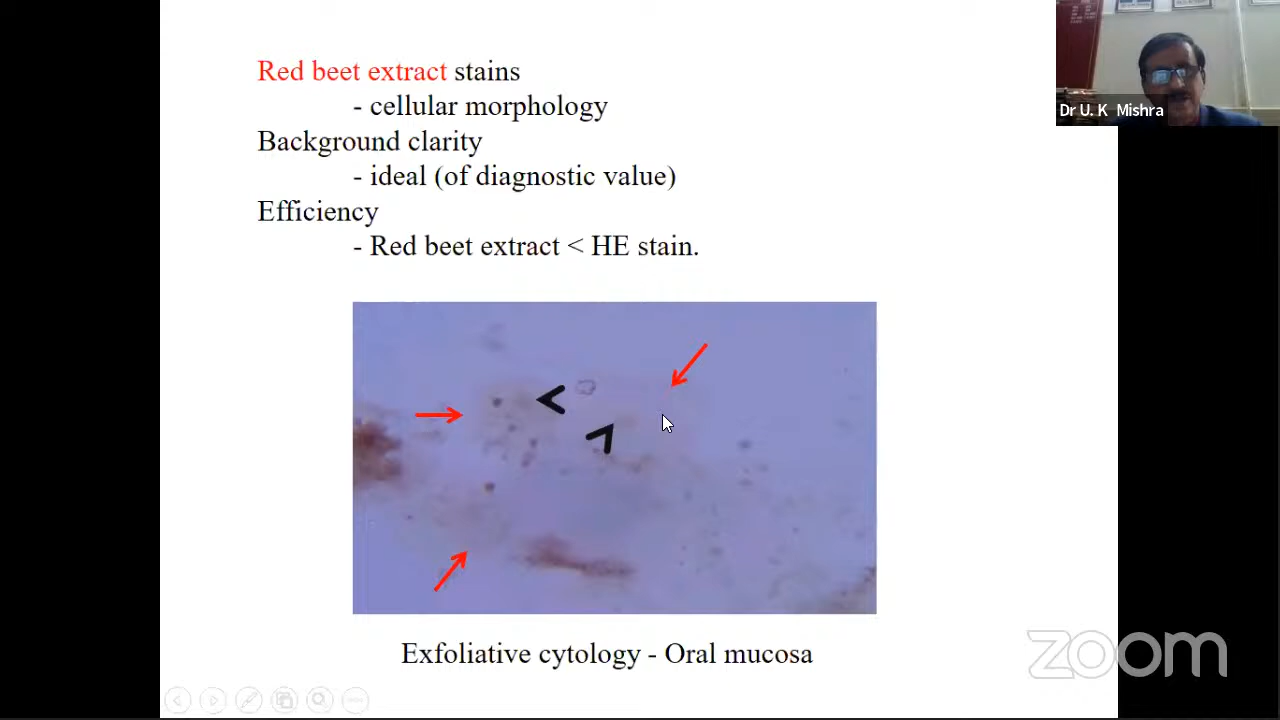 Red beet extract stains
- cellular morphology
Background clarity
- ideal (of diagnostic value)
Efficiency
- Red beet extract < HE stain.
Dr U. K Mishra
Exfoliative cytology - Oral mucosa
zoom